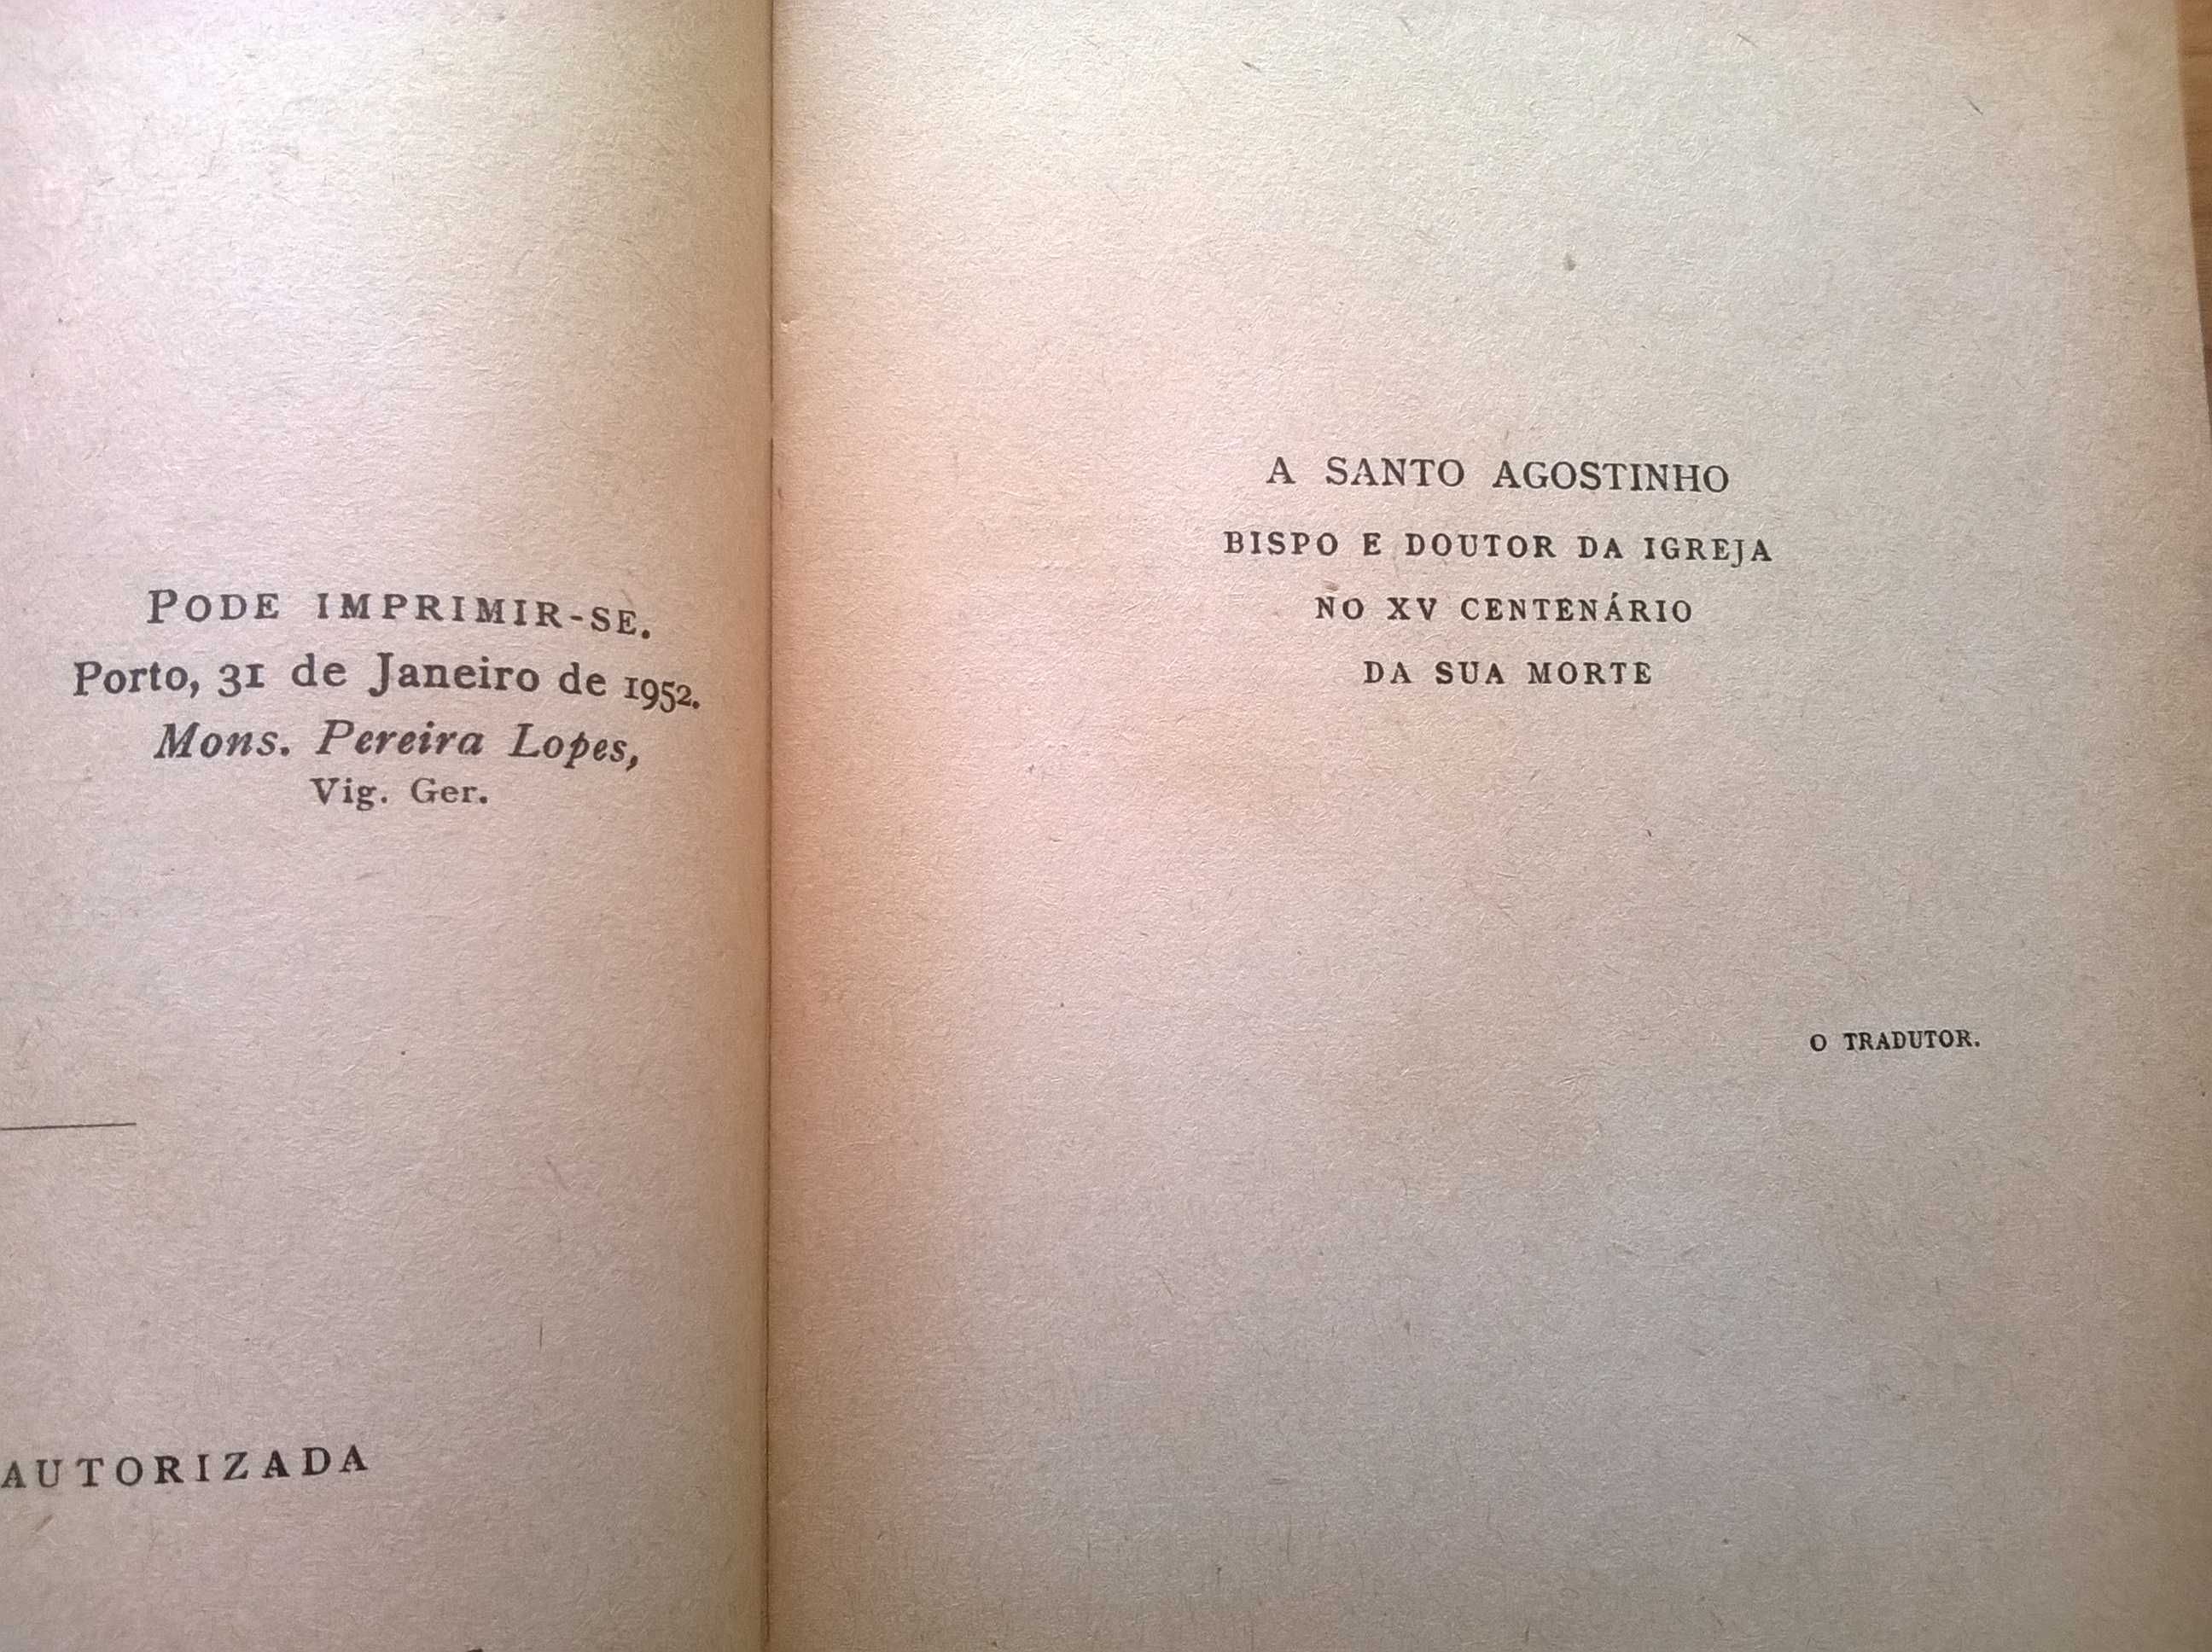 PODE IMPRIMIR-SE.
Porto, 31 de Janeiro de 1952.
Mons. Pereira Lopes,
Vig. Ger.
AUTORIZADA
A SANTO AGOSTINHO
BISPO E DOUTOR DA IGREJA
NO XV CENTENÁRIO
DA SUA MORTE
O TRADUTOR.